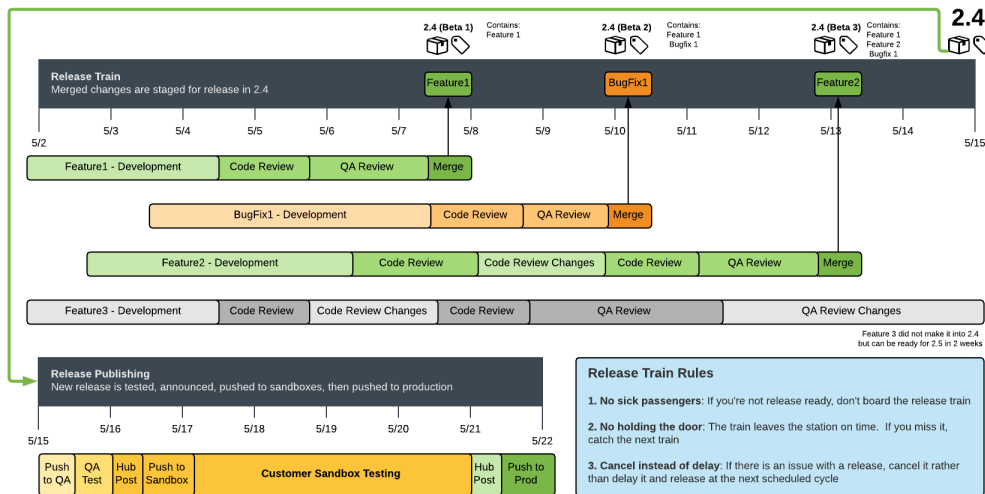 2.4 (Beta 1)
Contains:
Feature 1
2.4 (Beta 2)
Contains:
Feature 1
Bugfix 1
2.4 (Beta 3)
Contains:
Feature 1
Feature 2
Bugfix 1
2.4
Release Train
Merged changes are staged for release in 2.4
Feature1
BugFix1
Feature2
5/2
5/3
5/4
5/5
5/6
5/7
5/8
5/9
5/10
5/11
5/12
5/13
5/14
5/15
Feature1 - Development
Code Review
QA Review
Merge
BugFix1 - Development
Code Review
QA Review
Merge
Feature2 - Development
Code Review
Code Review Changes
Code Review
QA Review
Merge
Feature3 - Development
Code Review
Code Review Changes
Code Review
QA Review
QA Review Changes
Feature 3 did not make it into 2.4
but can be ready for 2.5 in 2 weeks
Release Publishing
New release is tested, announced, pushed to sandboxes, then pushed to production
5/15
5/16
5/17
5/18
5/19
5/20
5/21
5/22
Push
to QA
QA
Test
Hub
Post
Push to
Sandbox
Customer Sandbox Testing
Hub
Post
Push to
Prod
Release Train Rules
1. No sick passengers: If you're not release ready, don't board the release train
2. No holding the door: The train leaves the station on time.  If you miss it,
catch the next train
3. Cancel instead of delay: If there is an issue with a release, cancel it rather
than delay it and release at the next scheduled cycle